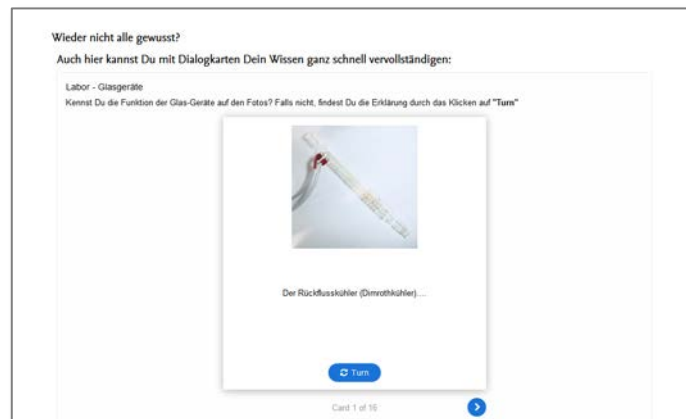 Wieder nicht alle gewusst?
Auch hier kannst Du mit Dialogkarten Dein Wissen ganz schnell vervollständigen:
Labor - Glasgeräte
Kennst Du die Funktion der Glas-Geräte auf den Fotos? Falls nicht, findest Du die Erklärung durch das Klicken auf "Turn"
Der Rückflusskühler (Dimrothkühler)....
Turn
Card 1 of 16